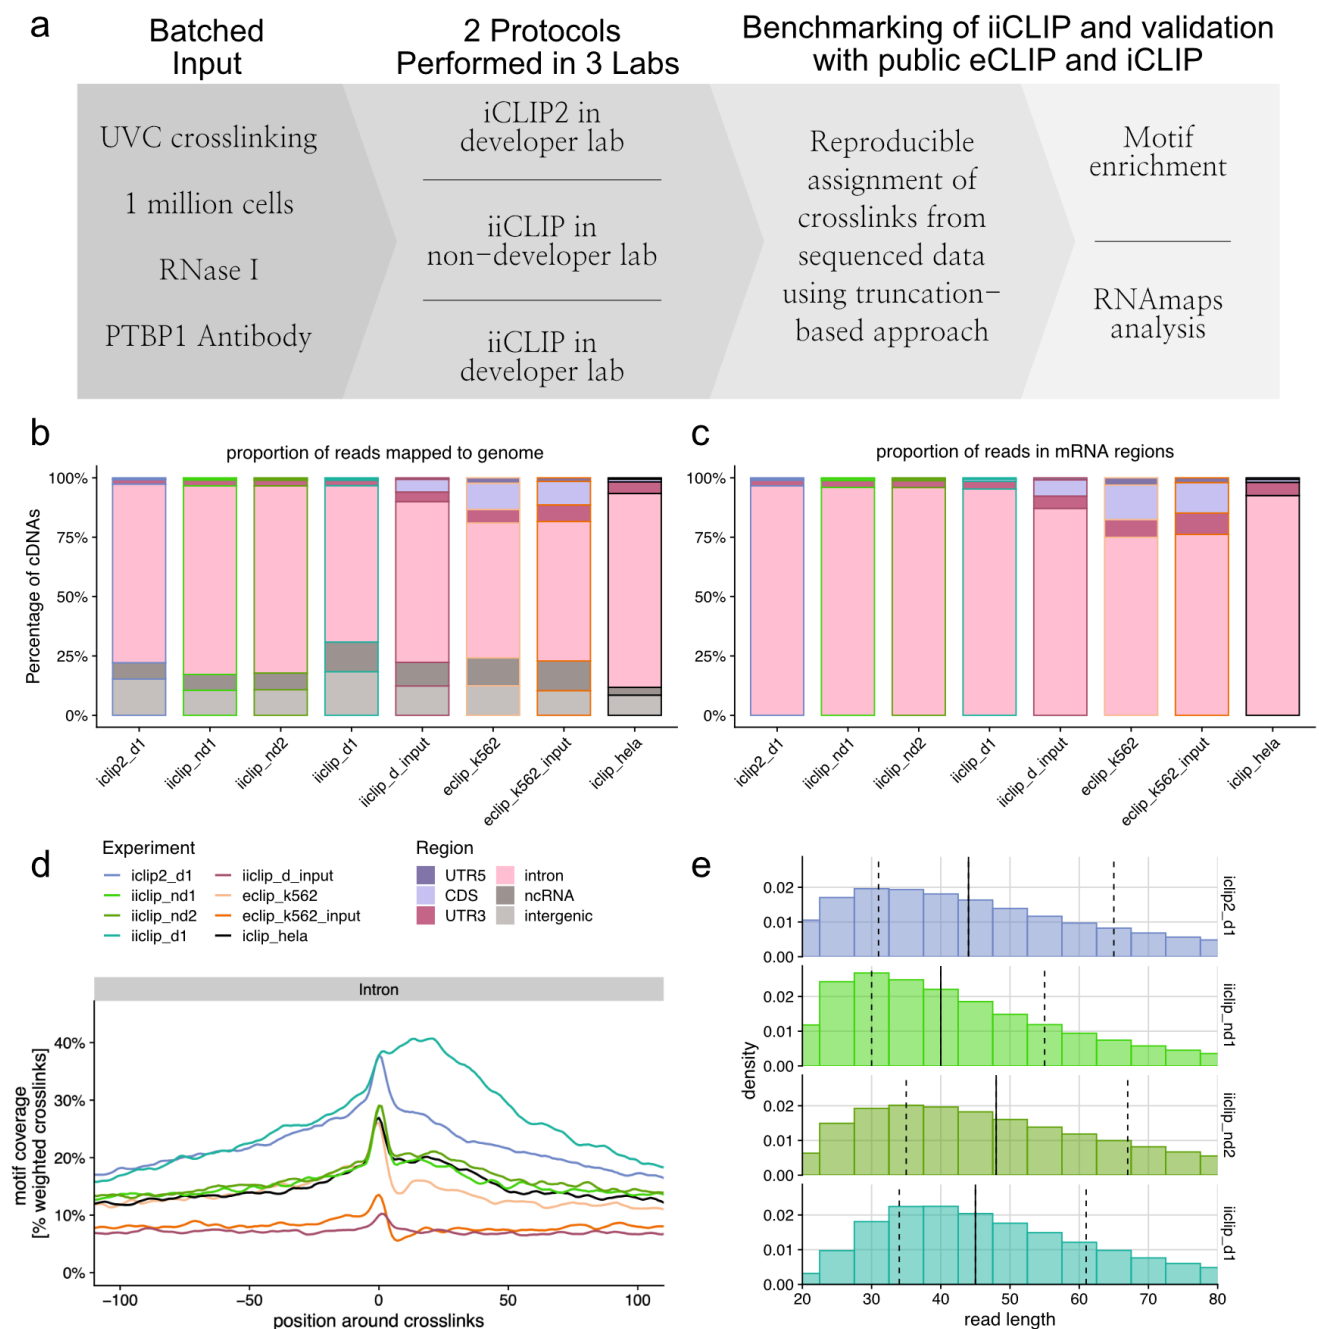 a
Batched
Input
2 Protocols
Performed in 3 Labs
Benchmarking of iiCLIP and validation
with public eCLIP and iCLIP
UVC crosslinking
1 million cells
RNase I
PTBP1 Antibody
iCLIP2 in
developer lab
iiCLIP in
non-developer lab
iiCLIP in
developer lab
Reproducible
assignment of
crosslinks from
sequenced data
using truncation-
based approach
Motif
enrichment
RNAmaps
analysis
b
proportion of reads mapped to genome
Percentage of cDNAs
100%
75%
50%
25%
0%
iclip2_d1
iiclip_nd1
iiclip_nd2
iiclip_d1
iiclip_d_input
eclip_k562
eclip_k562_input
iclip_hela
c
proportion of reads in mRNA regions
100%
75%
50%
25%
0%
iclip2_d1
iiclip_nd1
iiclip_nd2
iiclip_d1
iiclip_d_input
eclip_k562
eclip_k562_input
iclip_hela
d
Experiment
iclip2_d1
iiclip_nd1
iiclip_nd2
iiclip_d1
iiclip_d_input
eclip_k562
eclip_k562_input
iclip_hela
Region
UTR5
CDS
UTR3
intron
ncRNA
intergenic
Intron
motif coverage
[% weighted crosslinks]
40%
30%
20%
10%
0%
−100
−50
0
50
100
position around crosslinks
e
density
0.02
0.01
0.00
iclip2_d1
0.02
0.01
0.00
iiclip_nd1
0.02
0.01
0.00
iiclip_nd2
0.02
0.01
0.00
iiclip_d1
20
30
40
50
60
70
80
read length